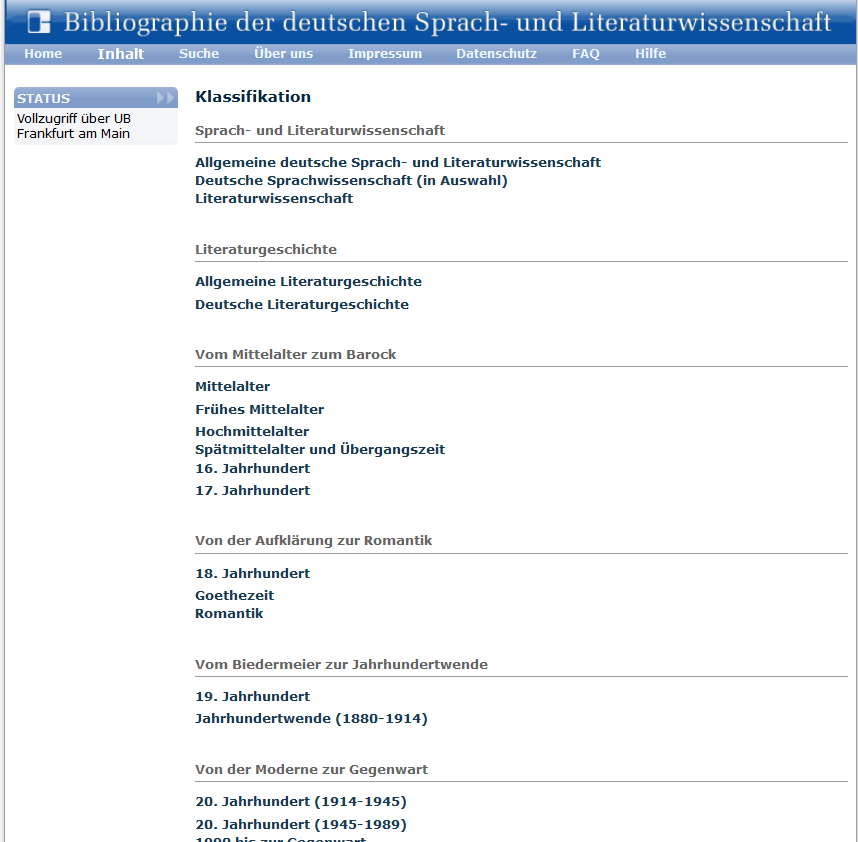 Bibliographie der deutschen Sprach- und Literaturwissenschaft
Home Inhalt Suche Über uns Impressum Datenschutz FAQ Hilfe
STATUS
Vollzugriff über UB
Frankfurt am Main
Klassifikation
Sprach- und Literaturwissenschaft
Allgemeine deutsche Sprach- und Literaturwissenschaft
Deutsche Sprachwissenschaft (in Auswahl)
Literaturwissenschaft
Literaturgeschichte
Allgemeine Literaturgeschichte
Deutsche Literaturgeschichte
Vom Mittelalter zum Barock
Mittelalter
Frühes Mittelalter
Hochmittelalter
Spätmittelalter und Übergangszeit
16. Jahrhundert
17. Jahrhundert
Von der Aufklärung zur Romantik
18. Jahrhundert
Goethezeit
Romantik
Vom Biedermeier zur Jahrhundertwende
19. Jahrhundert
Jahrhundertwende (1880-1914)
Von der Moderne zur Gegenwart
20. Jahrhundert (1914-1945)
20. Jahrhundert (1945-1989)
1990 bis zur Gegenwart